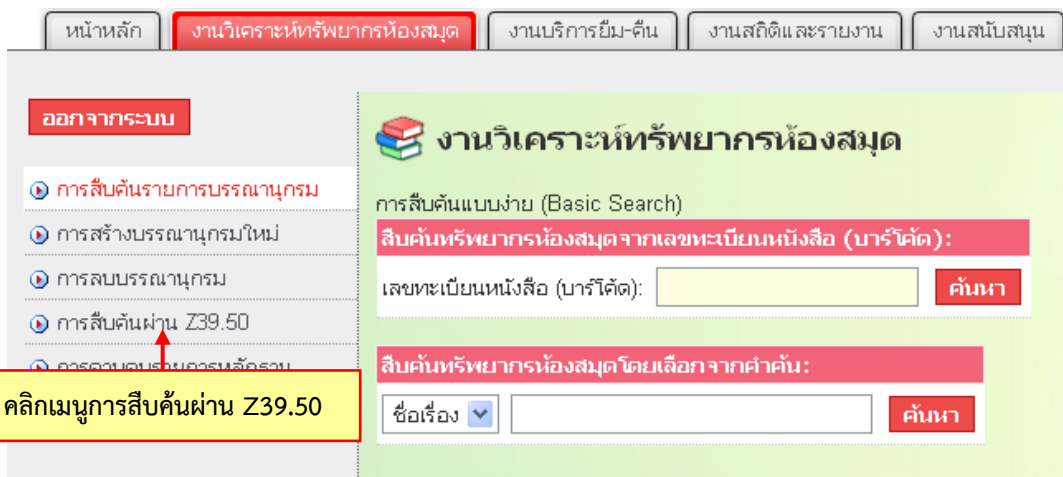 หน้าหลัก
งานวิเคราะห์ทรัพยากรห้องสมุด
งานบริการยืม-คืน
งานสถิติและรายงาน
งานสนับสนุน
ออกจากระบบ
การสืบค้นรายการบรรณานุกรม
การสร้างบรรณานุกรมใหม่
การลบบรรณานุกรม
การสืบค้นผ่าน Z39.50
คลิกเมนูการสืบค้นผ่าน Z39.50
งานวิเคราะห์ทรัพยากรห้องสมุด
การสืบค้นแบบง่าย (Basic Search)
สืบค้นทรัพยากรห้องสมุดจากเลขทะเบียนหนังสือ (บาร์โค้ด):
เลขทะเบียนหนังสือ (บาร์โค้ด):
ค้นหา
สืบค้นทรัพยากรห้องสมุดโดยเลือกจากคำค้น:
ชื่อเรื่อง
ค้นหา